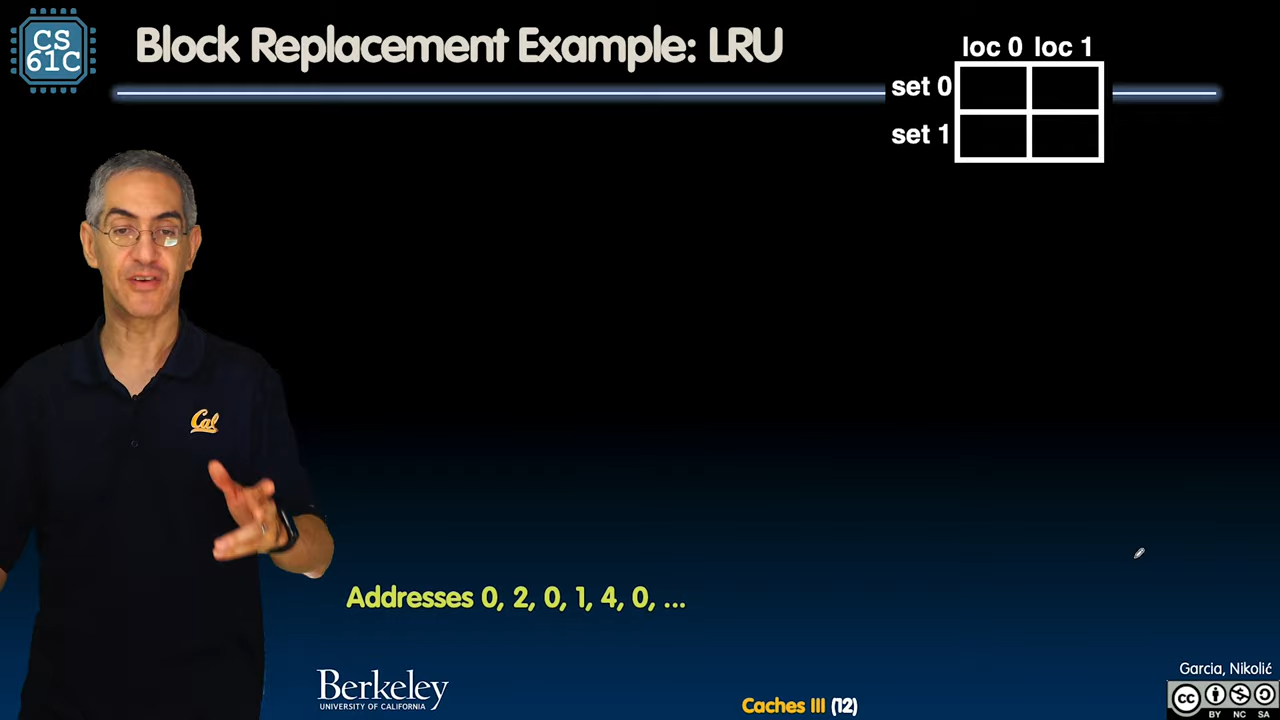 CS
61C
Block Replacement Example: LRU
loc 0 loc 1
set 0
set 1
Cal
Addresses 0, 2, 0, 1, 4, 0, ...
Berkeley
UNIVERSITY OF CALIFORNIA
Caches III (12)
Garcia, Nikolić
CC
BY NC SA